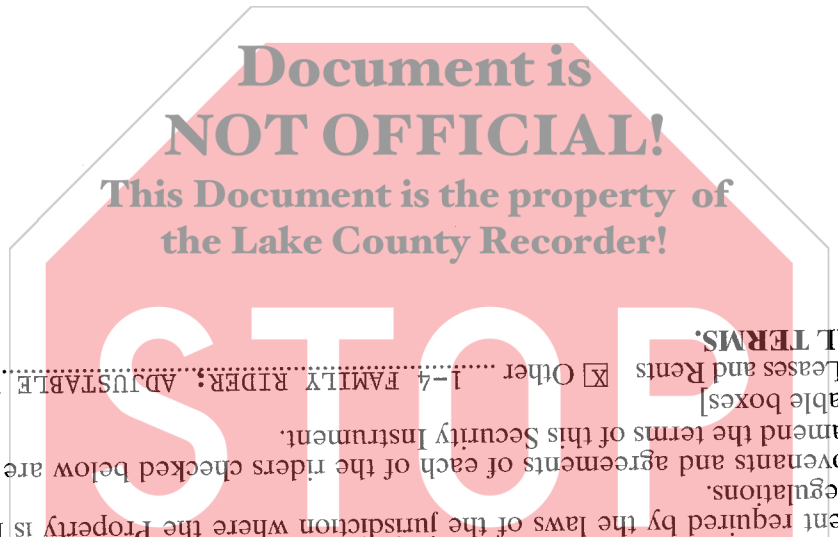 Document is
NOT OFFICIAL!
This Document is the property of
the Lake County Recorder!
STOP
ent required by the laws of the jurisdiction where the Property is
egulations.
ovenants and agreements of each of the riders checked below are
amend the terms of this Security Instrument.
able boxes]
Leases and Rents [X] Other ........ 1-4 FAMILY RIDER; ADJUSTABLE
L TERMS.